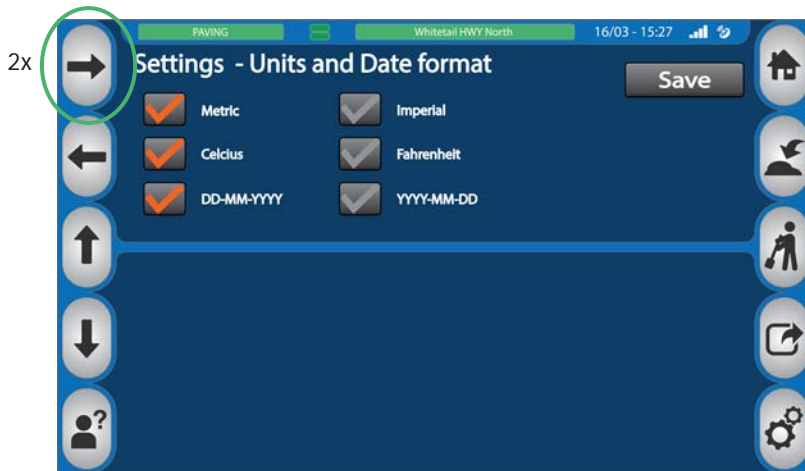 PAVING
Whitetail HWY North
16/03 - 15:27
2x
Settings - Units and Date format
Save
Metric
Imperial
Celcius
Fahrenheit
DD-MM-YYYY
YYYY-MM-DD
?